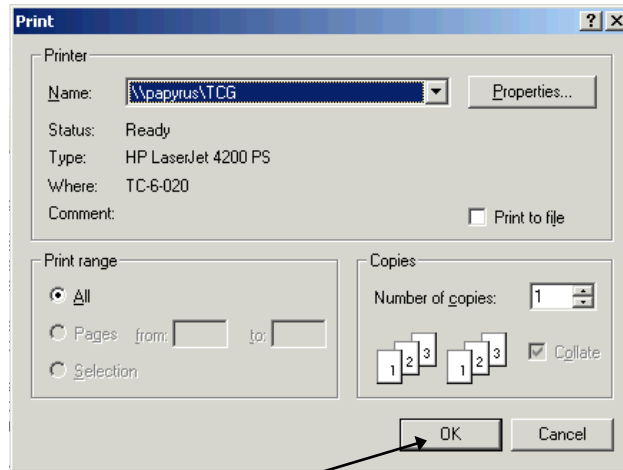 Print
Printer
Name: \\papyrus\TCG Properties...
Status: Ready
Type: HP LaserJet 4200 PS
Where: TC-6-020
Comment: Print to file
Print range
All
Pages from: to:
Selection
Copies
Number of copies: 1
1 2 3 1 2 3 Collate
OK Cancel